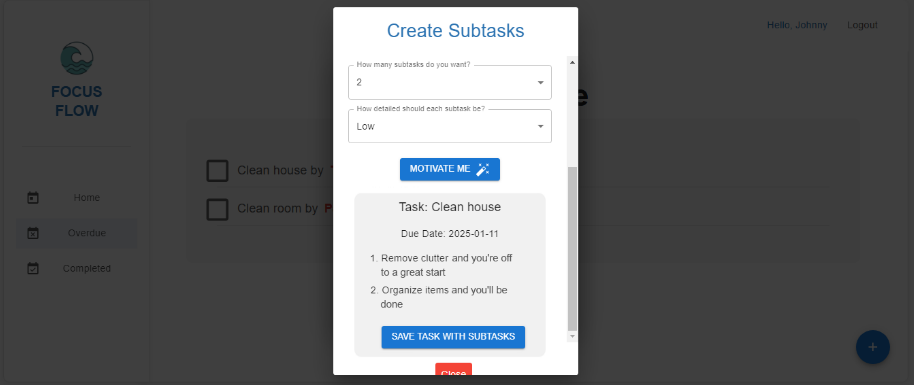 Create Subtasks
Hello, Johnny
Logout
FOCUS
FLOW
Home
Overdue
Completed
Clean house by
Clean room by
How many subtasks do you want?
2
How detailed should each subtask be?
Low
MOTIVATE ME
Task: Clean house
Due Date: 2025-01-11
1. Remove clutter and you're off
to a great start
2. Organize items and you'll be
done
SAVE TASK WITH SUBTASKS
Close
+